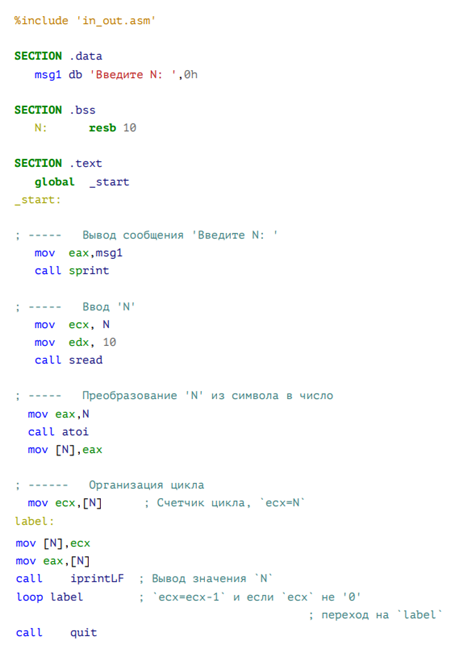 %include 'in_out.asm'
SECTION .data
msg1 db 'Введите N: ',0h
SECTION .bss
N: resb 10
SECTION .text
global _start
_start:
; ----- Вывод сообщения 'Введите N: '
mov eax,msg1
call sprint
; ----- Ввод 'N'
mov ecx, N
mov edx, 10
call sread
; ----- Преобразование 'N' из символа в число
mov eax,N
call atoi
mov [N],eax
; ------ Организация цикла
mov ecx,[N] ; Счетчик цикла, `ecx=N`
label:
mov [N],ecx
mov eax,[N]
call iprintLF ; Вывод значения `N`
loop label ; `ecx=ecx-1` и если `ecx` не '0'
; переход на `label`
call quit